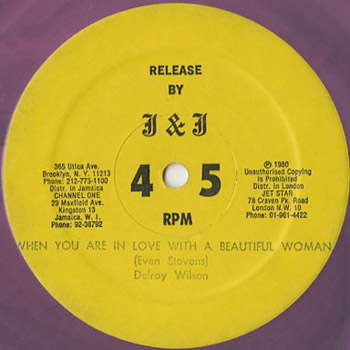 RELEASE
BY
J & J
365 Utica Ave.
Brooklyn, N. Y. 11213
Phone: 212-773-1100
Distr. In Jamaica
CHANNEL ONE
29 Maxfield Ave.
Kingston 13
Jamaica, W. I.
Phone: 92-38782
45
RPM
℗ 1980
Unauthorised Copying
is Prohibited
Distr. in London
JET STAR
78 Craven Pk. Road
London N.W. 10
Phone: 01-961-4422
WHEN YOU ARE IN LOVE WITH A BEAUTIFUL WOMAN
(Even Stevens)
Delroy Wilson